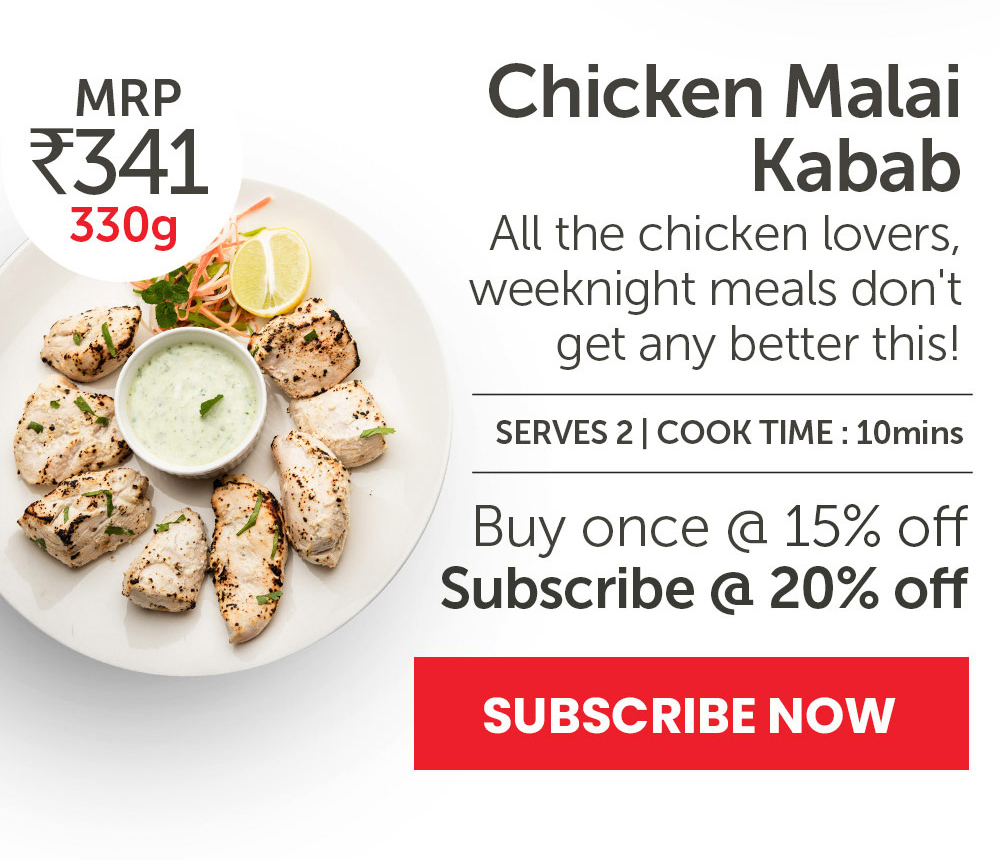 MRP
₹341
330g
Chicken Malai
Kabab
All the chicken lovers,
weeknight meals don't
get any better this!
SERVES 2 | COOK TIME : 10mins
Buy once @ 15% off
Subscribe @ 20% off
SUBSCRIBE NOW